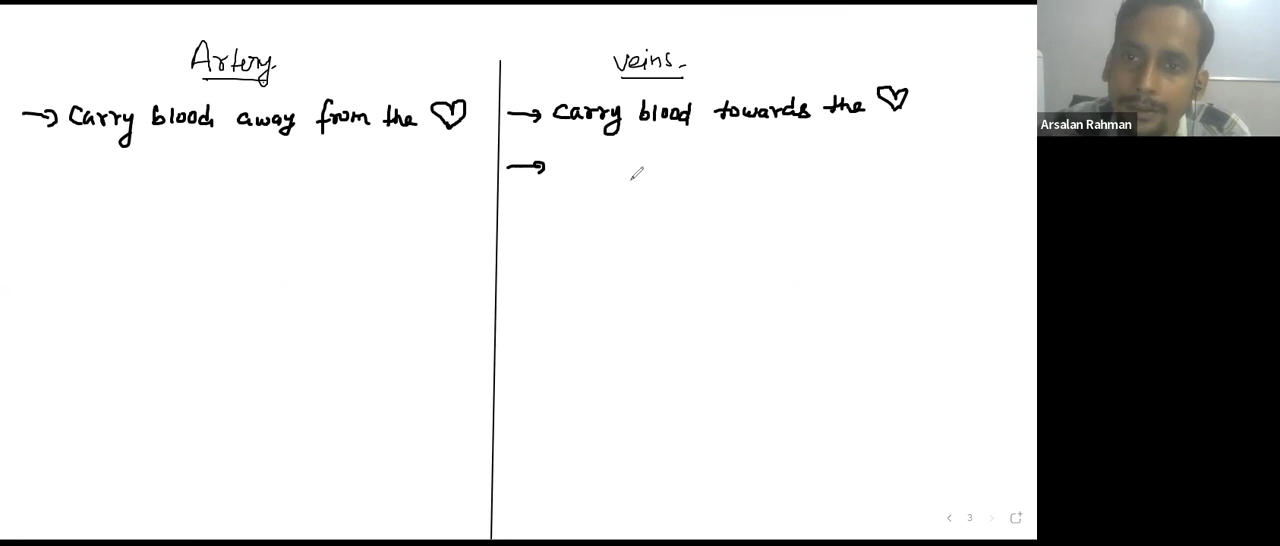 Artery.
→ Carry blood away from the ♡
Veins.
→ Carry blood towards the ♡
→
Arsalan Rahman
3